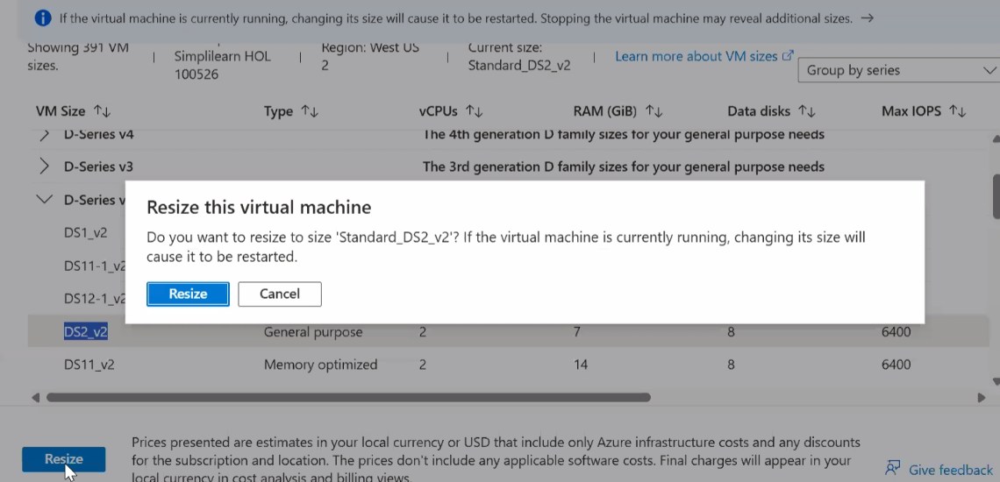 If the virtual machine is currently running, changing its size will cause it to be restarted. Stopping the virtual machine may reveal additional sizes. →
Showing 391 VM sizes.
Simplilearn HOL 100526
Region: West US 2
Current size: Standard_DS2_v2
Learn more about VM sizes
Group by series
VM Size ↑↓ Type ↑↓ vCPUs ↑↓ RAM (GiB) ↑↓ Data disks ↑↓ Max IOPS ↑↓
D-Series v4 The 4th generation D family sizes for your general purpose needs
D-Series v3 The 3rd generation D family sizes for your general purpose needs
D-Series v
DS1_v2
DS11-1_v2
DS12-1_v2
Resize this virtual machine
Do you want to resize to size 'Standard_DS2_v2'? If the virtual machine is currently running, changing its size will
cause it to be restarted.
Resize Cancel
DS2_v2 General purpose 2 7 8 6400
DS11_v2 Memory optimized 2 14 8 6400
Resize
Prices presented are estimates in your local currency or USD that include only Azure infrastructure costs and any discounts
for the subscription and location. The prices don't include any applicable software costs. Final charges will appear in your
local currency in cost analysis and billing views.
Give feedback